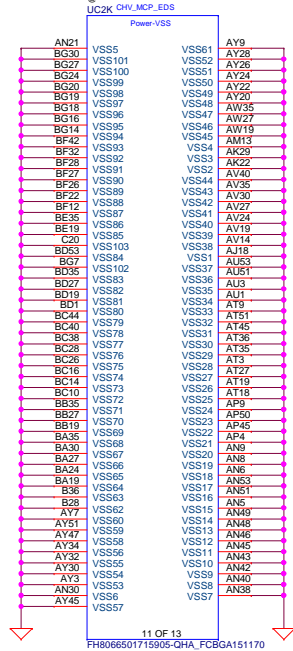 UC2K CHV_MCP_EDS
Power-VSS
AN21 VSS5 VSS61 AY9
BG30 VSS101 VSS52 AY28
BG27 VSS100 VSS51 AY26
BG24 VSS99 VSS50 AY24
BG20 VSS98 VSS49 AY22
BG19 VSS97 VSS48 AY20
BG18 VSS96 VSS47 AW35
BG16 VSS95 VSS46 AW27
BG14 VSS94 VSS45 AW19
BF42 VSS93 VSS4 AM13
BF32 VSS92 VSS3 AK29
BF28 VSS91 VSS2 AK22
BF27 VSS90 VSS44 AV40
BF26 VSS89 VSS43 AV35
BF22 VSS88 VSS42 AV30
BF12 VSS87 VSS41 AV27
BE35 VSS86 VSS40 AV24
BE19 VSS85 VSS39 AV19
C20 VSS103 VSS38 AV14
BD53 VSS84 VSS1 AJ18
BG7 VSS102 VSS37 AU53
BD35 VSS83 VSS36 AU51
BD27 VSS82 VSS35 AU3
BD19 VSS81 VSS34 AU1
BD1 VSS80 VSS33 AT9
BC44 VSS79 VSS32 AT51
BC40 VSS78 VSS31 AT45
BC38 VSS77 VSS30 AT36
BC28 VSS76 VSS29 AT35
BC26 VSS75 VSS28 AT3
BC16 VSS74 VSS27 AT27
BC14 VSS73 VSS26 AT19
BC10 VSS72 VSS25 AT18
BB35 VSS71 VSS24 AP9
BB27 VSS70 VSS23 AP50
BB19 VSS69 VSS22 AP45
BA35 VSS68 VSS21 AP4
BA30 VSS67 VSS20 AN9
BA27 VSS66 VSS19 AN8
BA24 VSS65 VSS18 AN6
BA19 VSS64 VSS17 AN53
B36 VSS63 VSS16 AN51
B28 VSS62 VSS15 AN5
AY7 VSS60 VSS14 AN49
AY51 VSS59 VSS13 AN48
AY47 VSS58 VSS12 AN46
AY34 VSS56 VSS11 AN45
AY32 VSS55 VSS10 AN43
AY30 VSS54 VSS9 AN42
AY3 VSS53 VSS8 AN40
AN30 VSS6 VSS7 AN38
AY45 VSS57
11 OF 13
FH8066501715905-QHA_FCBGA151170